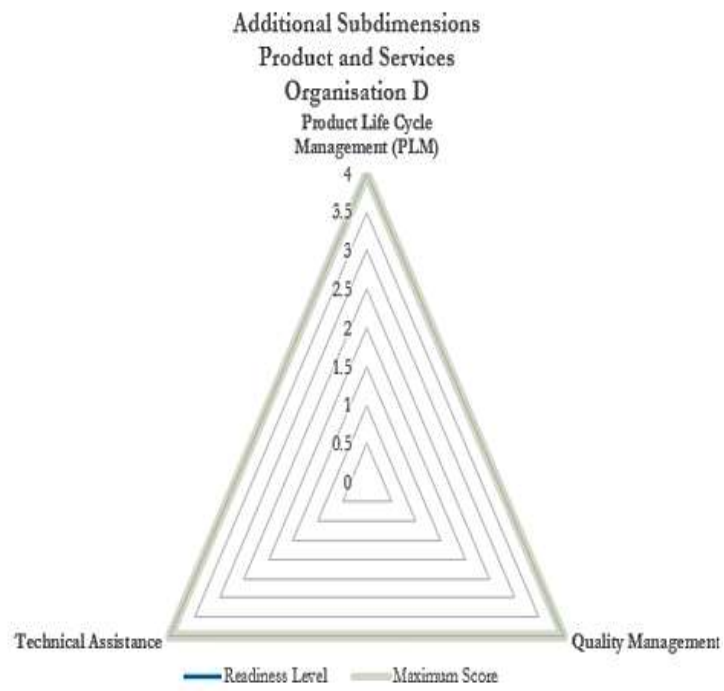 Additional Subdimensions
Product and Services
Organisation D
Product Life Cycle
Management (PLM)
4
3.5
3
2.5
2
1.5
1
0.5
0
Technical Assistance
Quality Management
Readiness Level
Maximum Score